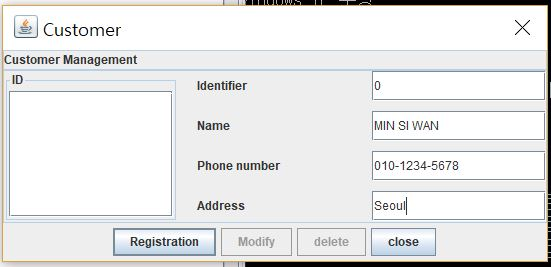 Customer
Customer Management
ID
Identifier 0
Name MIN SI WAN
Phone number 010-1234-5678
Address Seoul
Registration Modify delete close